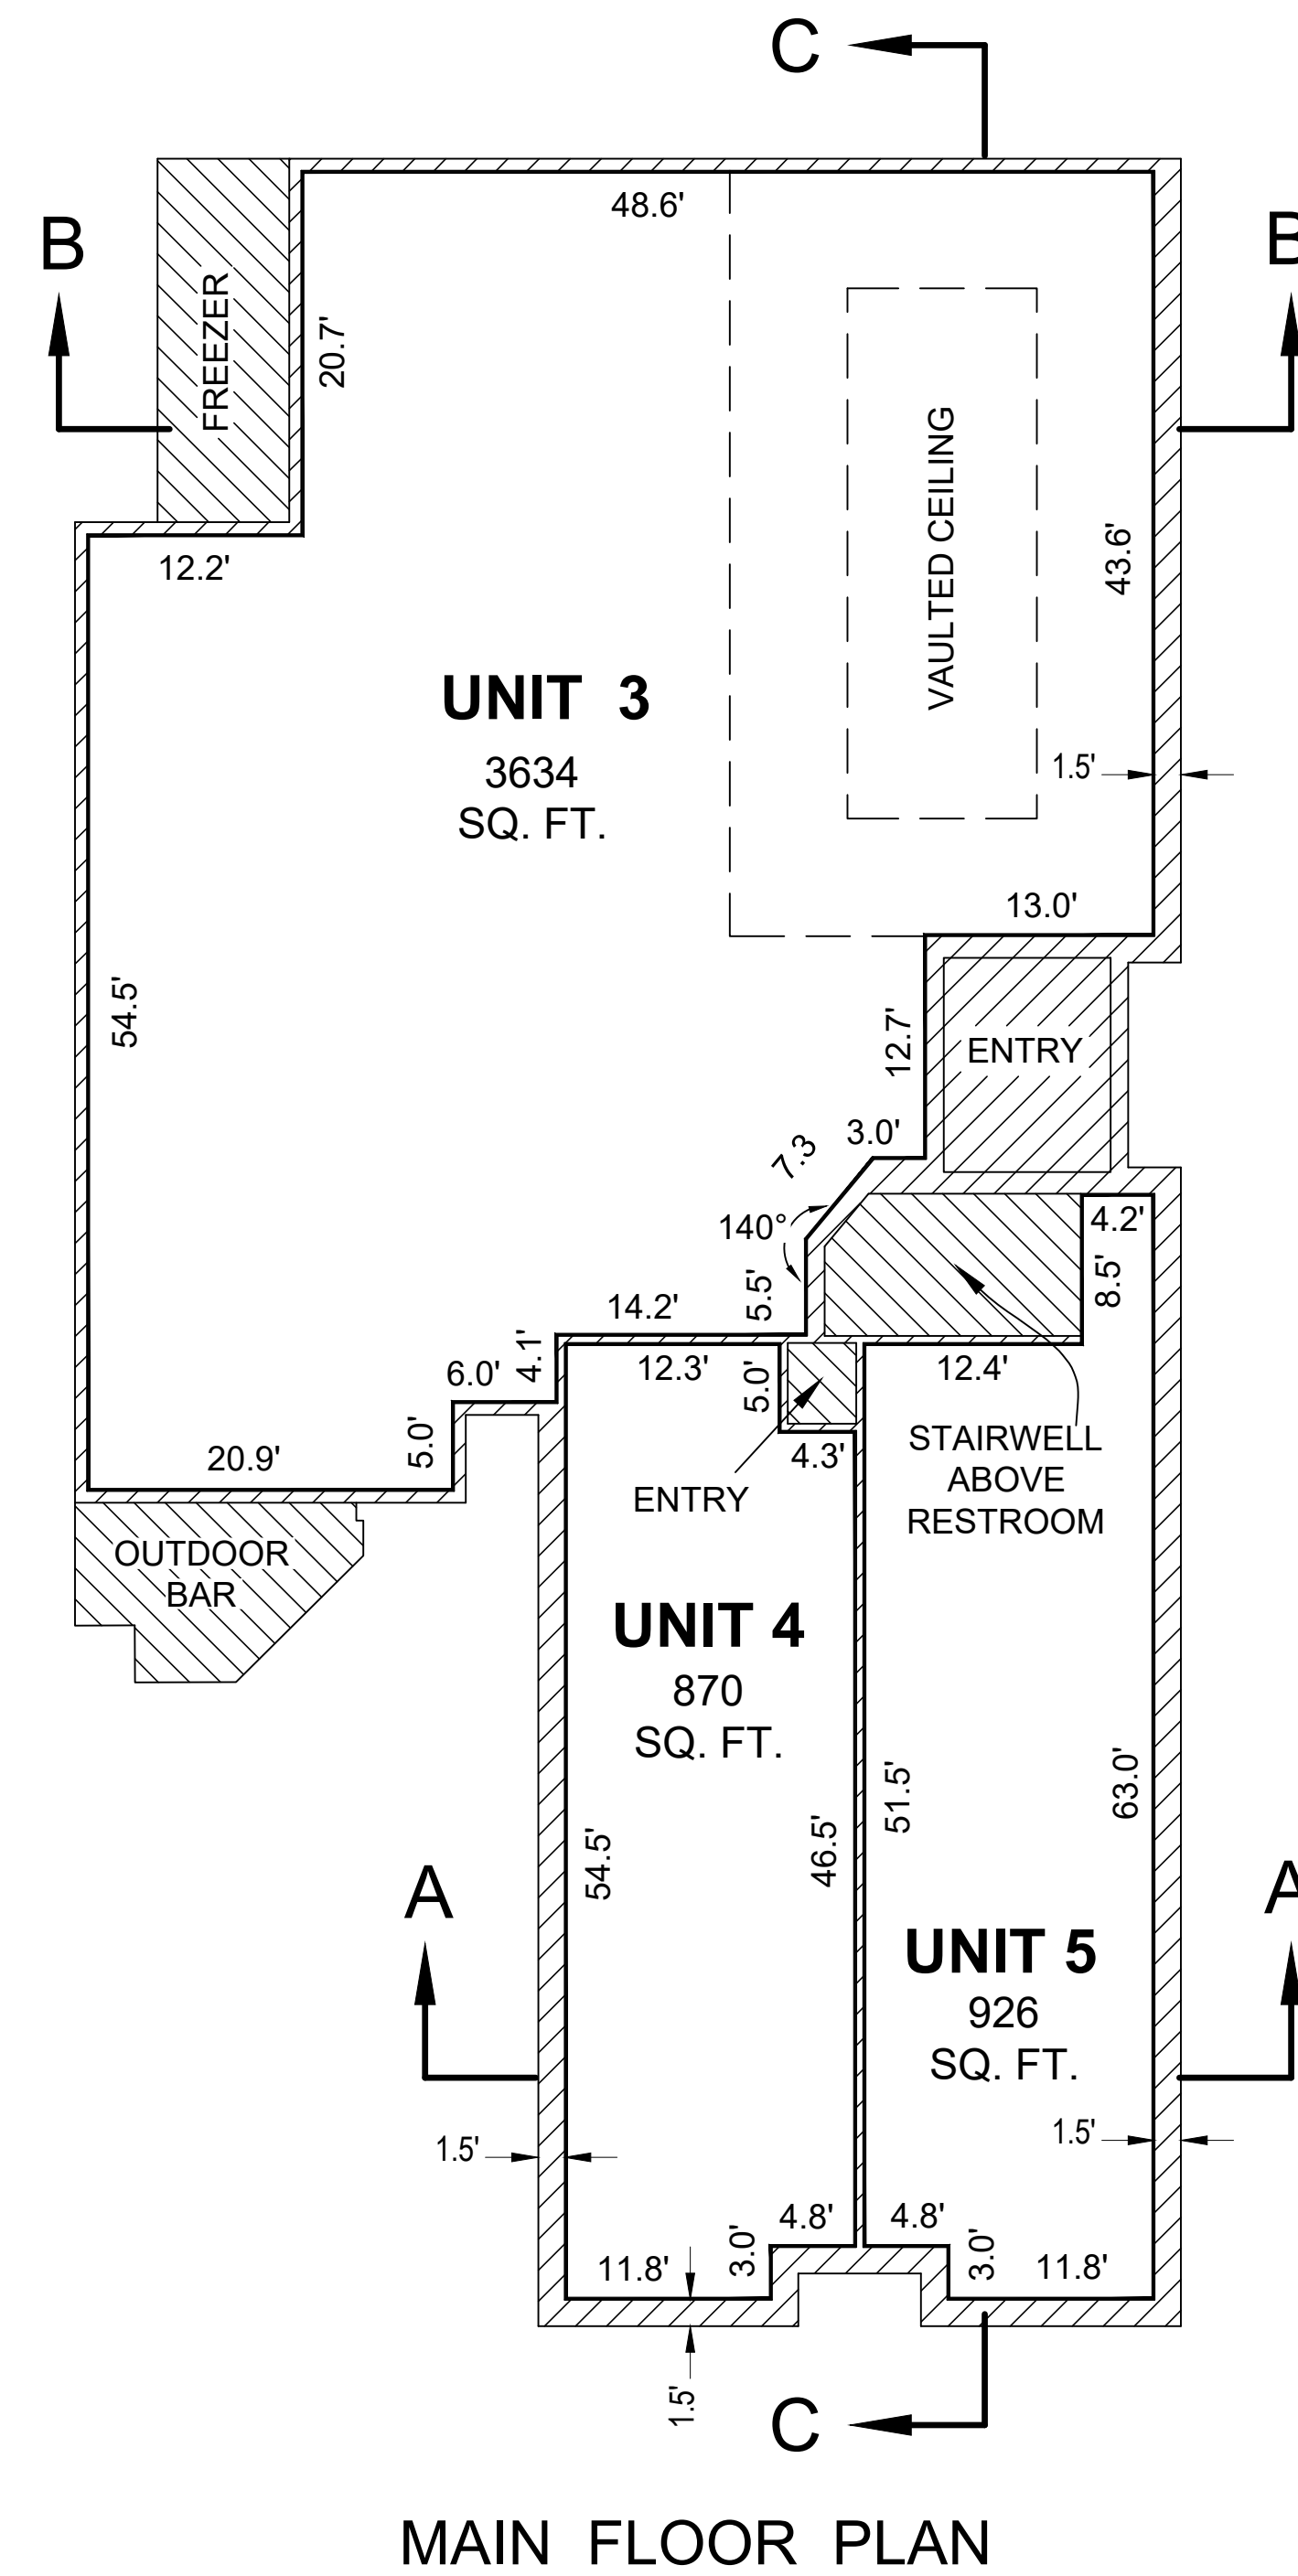 C
B
B
48.6'
20.7'
FREEZER
VAULTED CEILING
43.6'
12.2'
UNIT 3
3634
SQ. FT.
1.5'
13.0'
54.5'
12.7'
ENTRY
3.0'
7.3
140°
4.2'
8.5'
5.5'
14.2'
4.1'
12.3'
12.4'
6.0'
5.0'
5.0'
20.9'
4.3'
STAIRWELL
ABOVE
RESTROOM
ENTRY
OUTDOOR
BAR
UNIT 4
870
SQ. FT.
51.5'
63.0'
54.5'
46.5'
A
A
UNIT 5
926
SQ. FT.
1.5'
1.5'
4.8'
4.8'
3.0'
3.0'
11.8'
11.8'
1.5'
C
MAIN FLOOR PLAN